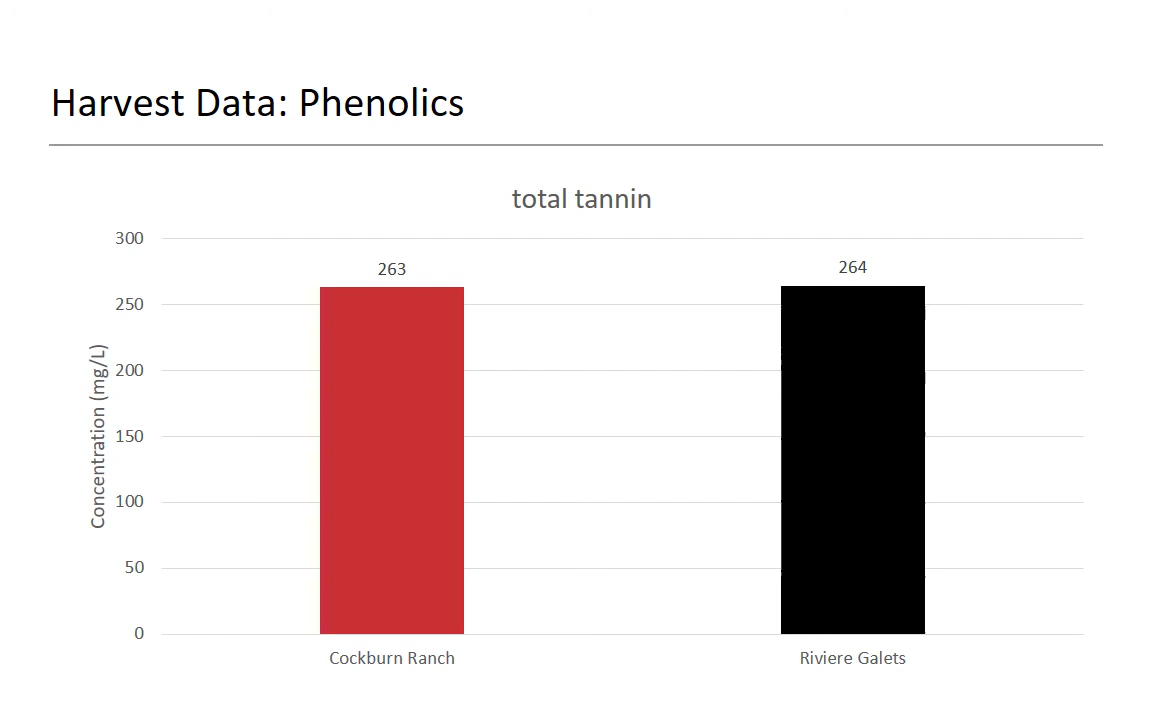 Harvest Data: Phenolics
total tannin
Concentration (mg/L)
300
250
200
150
100
50
0
263
264
Cockburn Ranch
Riviere Galets